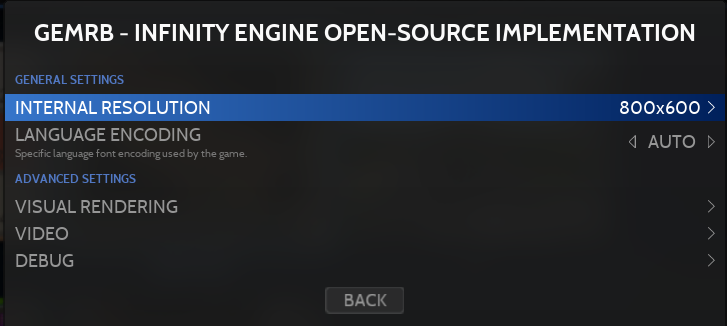 GEMRB - INFINITY ENGINE OPEN-SOURCE IMPLEMENTATION
GENERAL SETTINGS
INTERNAL RESOLUTION 800x600
LANGUAGE ENCODING AUTO
Specific language font encoding used by the game.
ADVANCED SETTINGS
VISUAL RENDERING
VIDEO
DEBUG
BACK